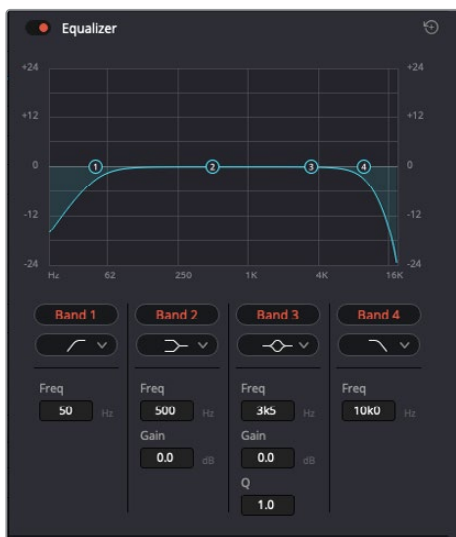 Equalizer
+24 +24
+12 +12
0 1 2 3 4 0
-12 -12
-24 -24
Hz 62 250 1K 4K 16K
Band 1 Band 2 Band 3 Band 4
Freq Freq Freq Freq
50 Hz 500 Hz 3k5 Hz 10k0 Hz
Gain Gain
0.0 dB 0.0 dB
Q
1.0